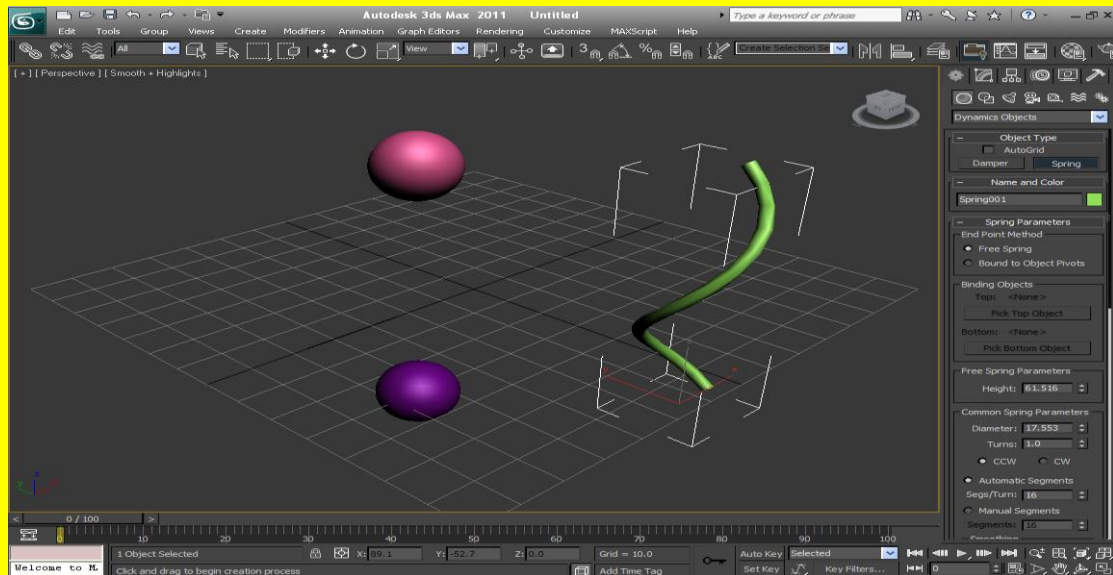 Autodesk 3ds Max 2011 Untitled Type a keyword or phrase
Edit Tools Group Views Create Modifiers Animation Graph Editors Rendering Customize MAXScript Help
All View 3 Create Selection Se
[ + ] [ Perspective ] [ Smooth + Highlights ]
Dynamics Objects
Object Type
AutoGrid
Damper Spring
Name and Color
Spring001
Spring Parameters
End Point Method
Free Spring
Bound to Object Pivots
Binding Objects
Top: <None>
Pick Top Object
Bottom: <None>
Pick Bottom Object
Free Spring Parameters
Height: 61.516
Common Spring Parameters
Diameter: 17.553
Turns: 1.0
CCW CW
Automatic Segments
Segs/Turn: 16
Manual Segments
Segments: 16
Smoothing
< 0 / 100 >
0 10 20 30 40 50 60 70 80 90 100
1 Object Selected X: 89.1 Y: -52.7 Z: 0.0 Grid = 10.0 Auto Key Selected
Welcome to M. Click and drag to begin creation process Add Time Tag Set Key Key Filters... 0